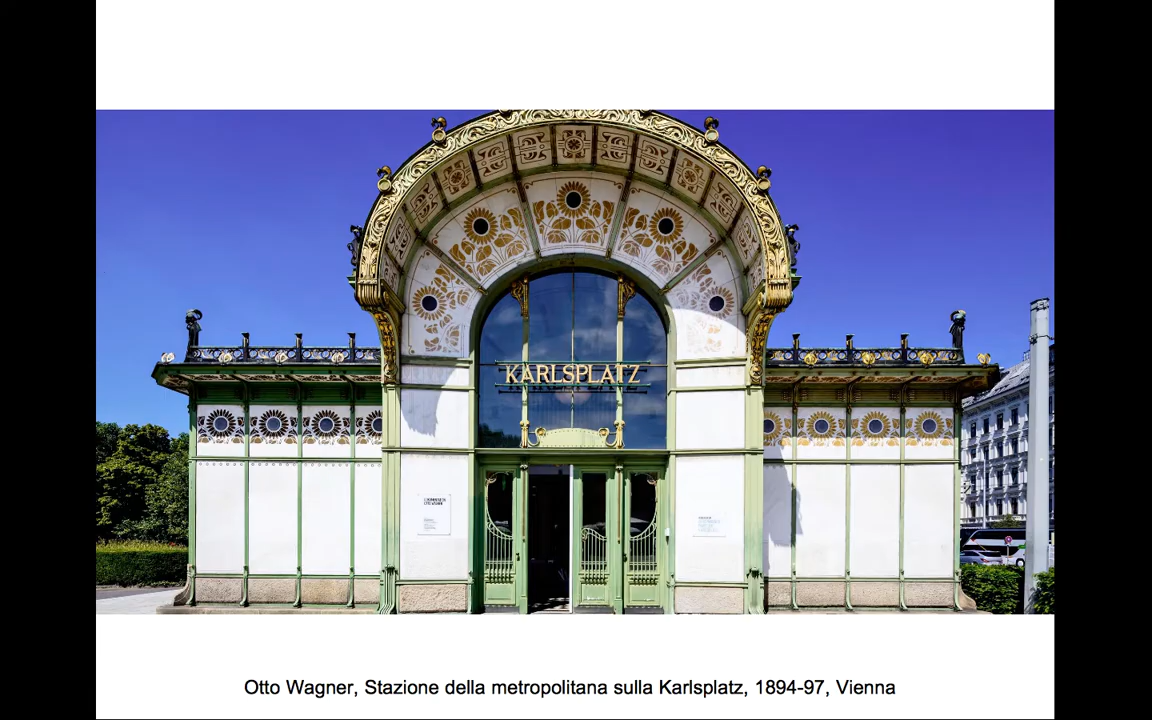 KARLSPLATZ
Otto Wagner, Stazione della metropolitana sulla Karlsplatz, 1894-97, Vienna